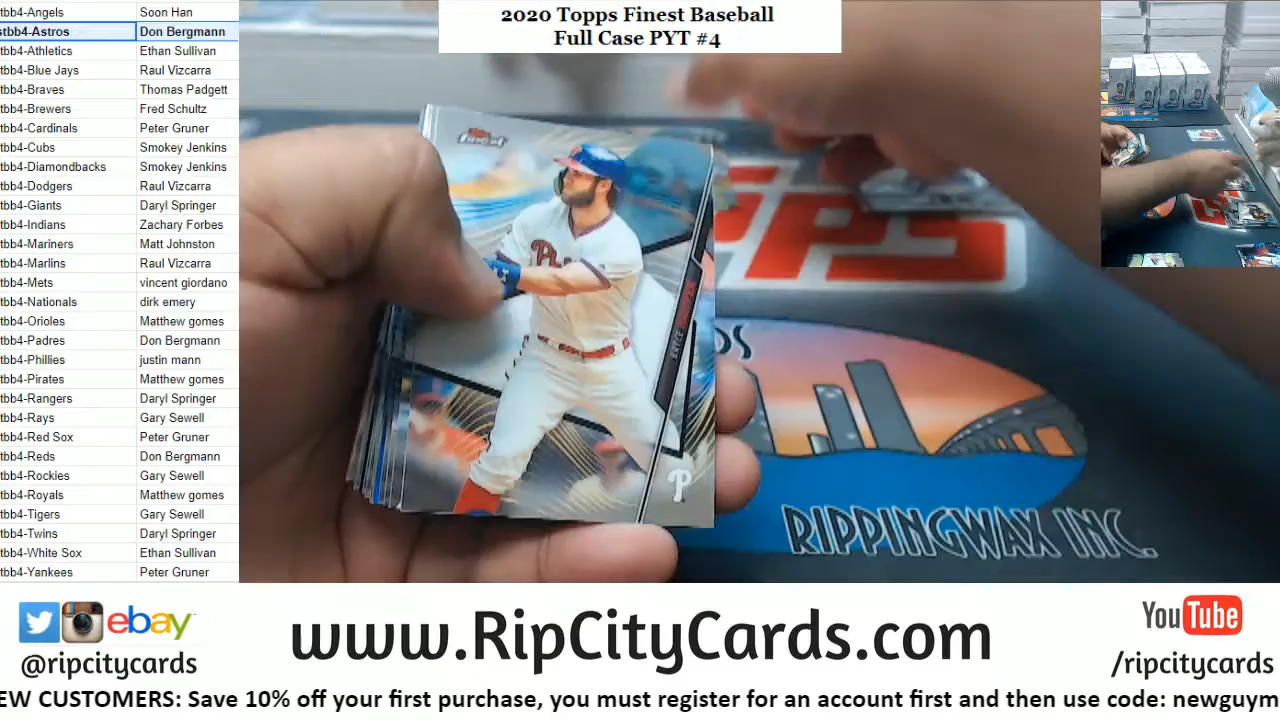 2020 Topps Finest Baseball
Full Case PYT #4
tbb4-Angels Soon Han
stbb4-Astros Don Bergmann
tbb4-Athletics Ethan Sullivan
tbb4-Blue Jays Raul Vizcarra
tbb4-Braves Thomas Padgett
tbb4-Brewers Fred Schultz
tbb4-Cardinals Peter Gruner
tbb4-Cubs Smokey Jenkins
tbb4-Diamondbacks Smokey Jenkins
tbb4-Dodgers Raul Vizcarra
tbb4-Giants Daryl Springer
tbb4-Indians Zachary Forbes
tbb4-Mariners Matt Johnston
tbb4-Marlins Raul Vizcarra
tbb4-Mets vincent giordano
tbb4-Nationals dirk emery
tbb4-Orioles Matthew gomes
tbb4-Padres Don Bergmann
tbb4-Phillies justin mann
tbb4-Pirates Matthew gomes
tbb4-Rangers Daryl Springer
tbb4-Rays Gary Sewell
tbb4-Red Sox Peter Gruner
tbb4-Reds Don Bergmann
tbb4-Rockies Gary Sewell
tbb4-Royals Matthew gomes
tbb4-Tigers Gary Sewell
tbb4-Twins Daryl Springer
tbb4-White Sox Ethan Sullivan
tbb4-Yankees Peter Gruner
Finest
P
RIPPINGWAX INC.
ebay
@ripcitycards
www.RipCityCards.com
YouTube
/ripcitycards
EW CUSTOMERS: Save 10% off your first purchase, you must register for an account first and then use code: newguym